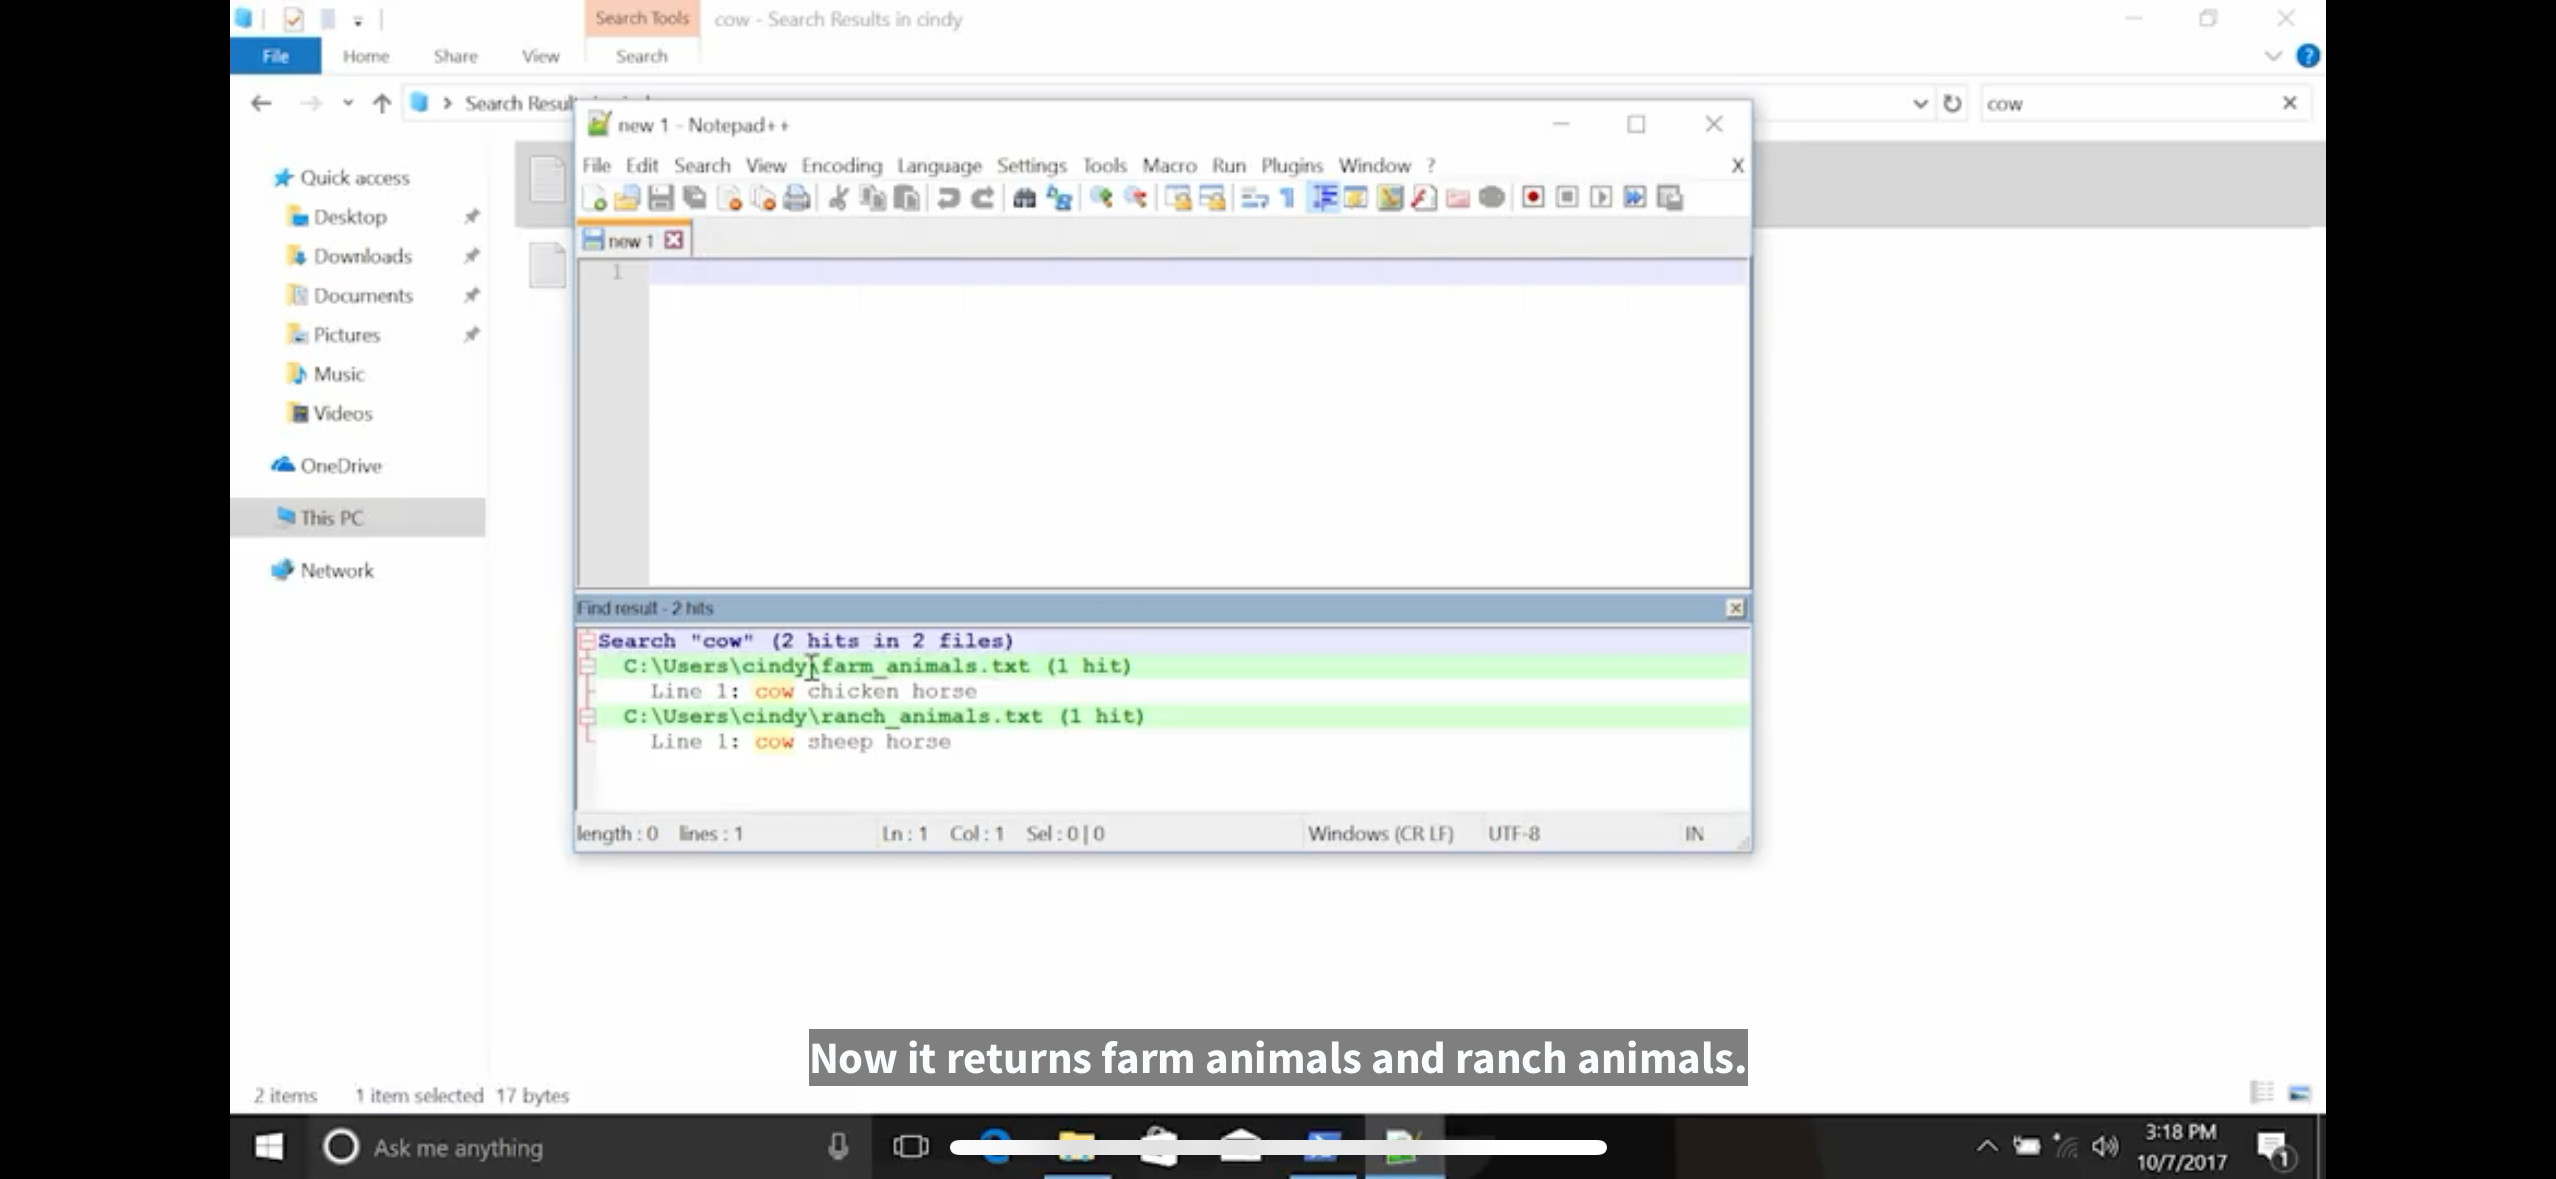 Search Tools
cow - Search Results in cindy
File Home Share View Search
Search Resul
cow
new 1 - Notepad++
File Edit Search View Encoding Language Settings Tools Macro Run Plugins Window ? X
new 1
1
Quick access
Desktop
Downloads
Documents
Pictures
Music
Videos
OneDrive
This PC
Network
Find result - 2 hits
Search "cow" (2 hits in 2 files)
C:\Users\cindy\farm_animals.txt (1 hit)
Line 1: cow chicken horse
C:\Users\cindy\ranch_animals.txt (1 hit)
Line 1: cow sheep horse
length : 0 lines : 1 Ln : 1 Col : 1 Sel : 0 | 0 Windows (CR LF) UTF-8 IN
Now it returns farm animals and ranch animals.
2 items 1 item selected 17 bytes
Ask me anything
3:18 PM
10/7/2017
1